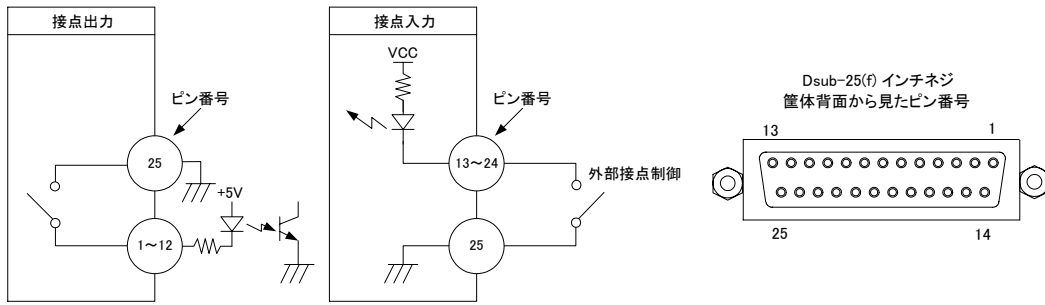 接点出力
ピン番号
25
+5V
1～12
接点入力
VCC
ピン番号
13～24
外部接点制御
25
Dsub-25(f) インチネジ
筐体背面から見たピン番号
13
1
25
14